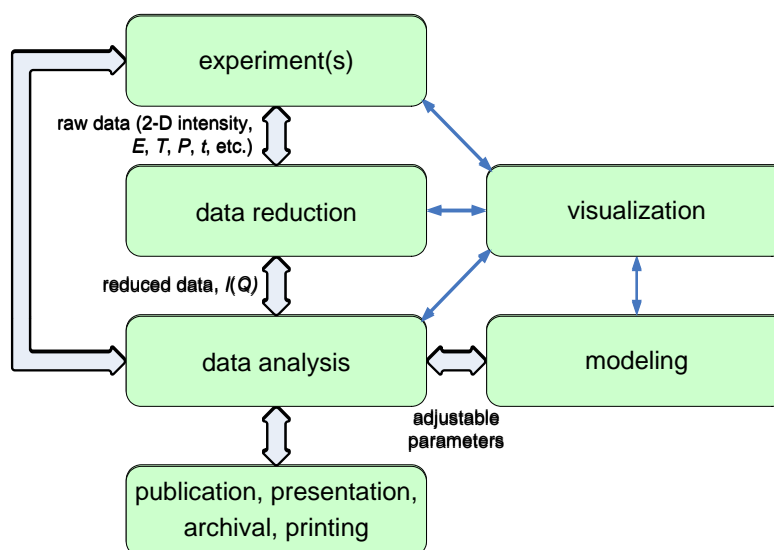 experiment(s)
raw data (2-D intensity,
E, T, P, t, etc.)
data reduction
visualization
reduced data, I(Q)
data analysis
modeling
adjustable
parameters
publication, presentation,
archival, printing